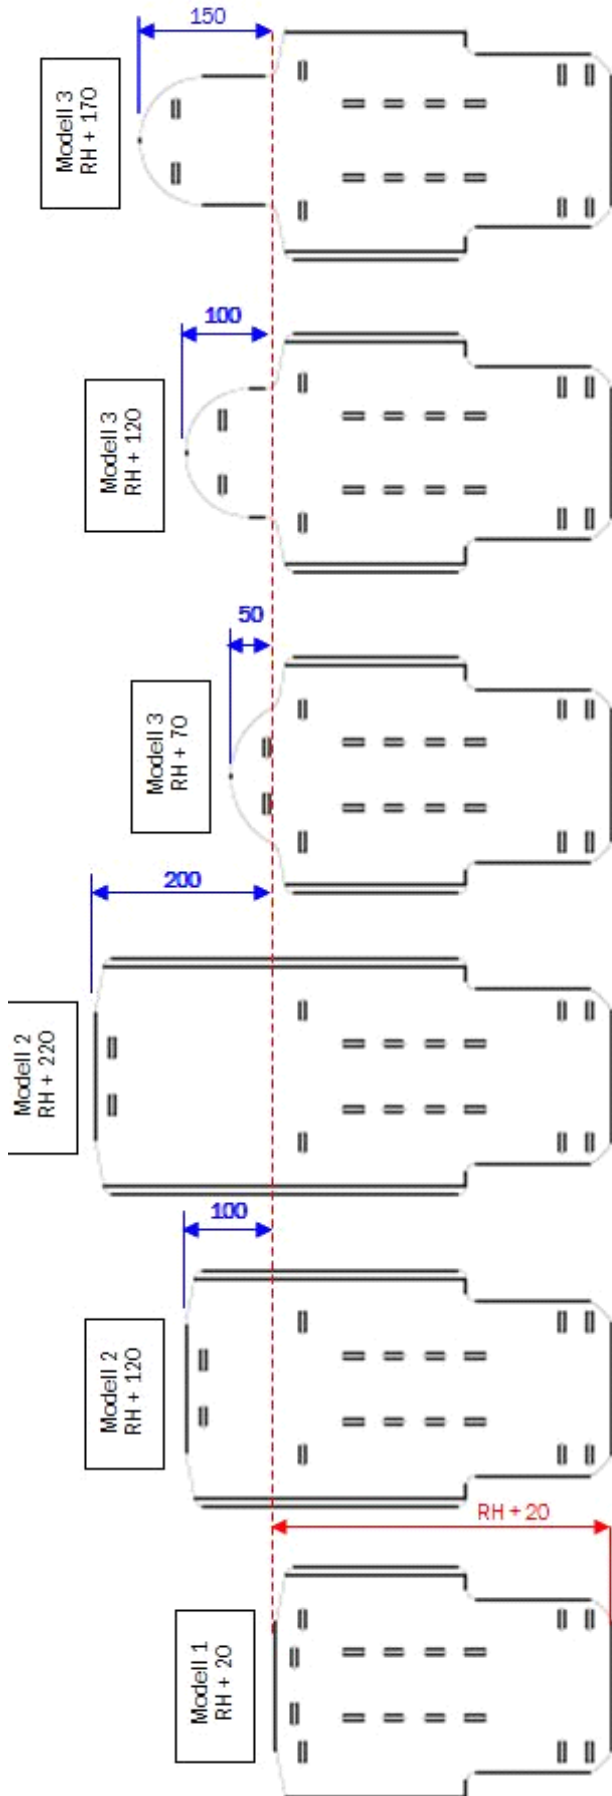 150
Modell 3
RH + 170
100
Modell 3
RH + 120
50
Modell 3
RH + 70
200
Modell 2
RH + 220
100
Modell 2
RH + 120
RH + 20
Modell 1
RH + 20